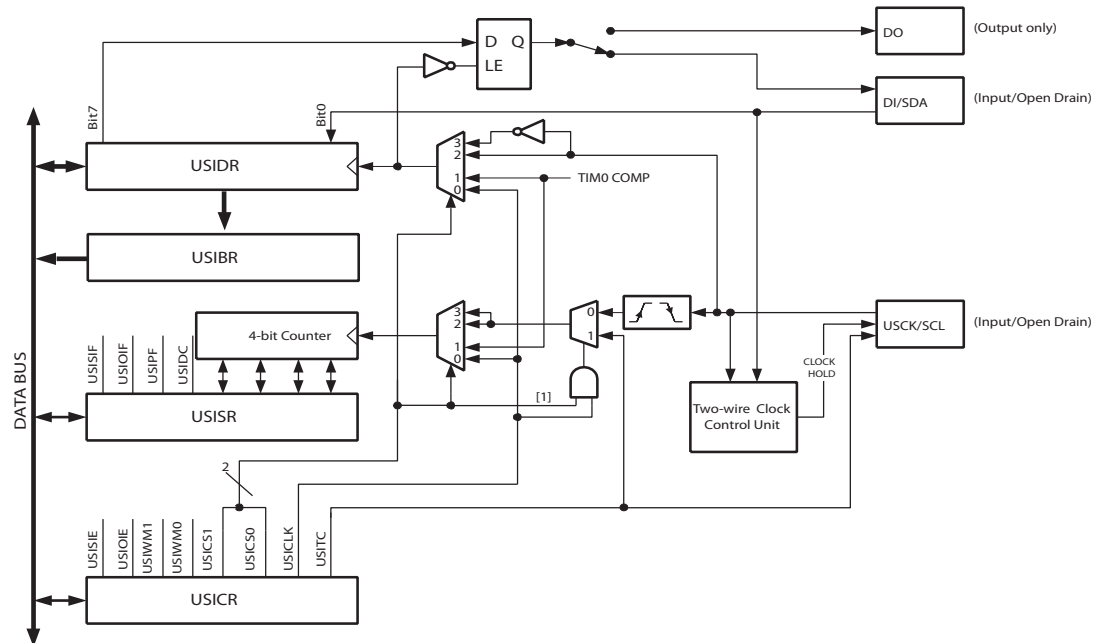 D Q
LE
DO
(Output only)
DI/SDA
(Input/Open Drain)
Bit7
Bit0
USIDR
3
2
1
0
TIM0 COMP
USIBR
DATA BUS
4-bit Counter
3
2
1
0
0
1
USCK/SCL
(Input/Open Drain)
CLOCK
HOLD
Two-wire Clock
Control Unit
USISIF
USIOIF
USIPF
USIDC
[1]
USISR
2
USISIE
USIOIE
USIWM1
USIWM0
USICS1
USICS0
USICLK
USITC
USICR